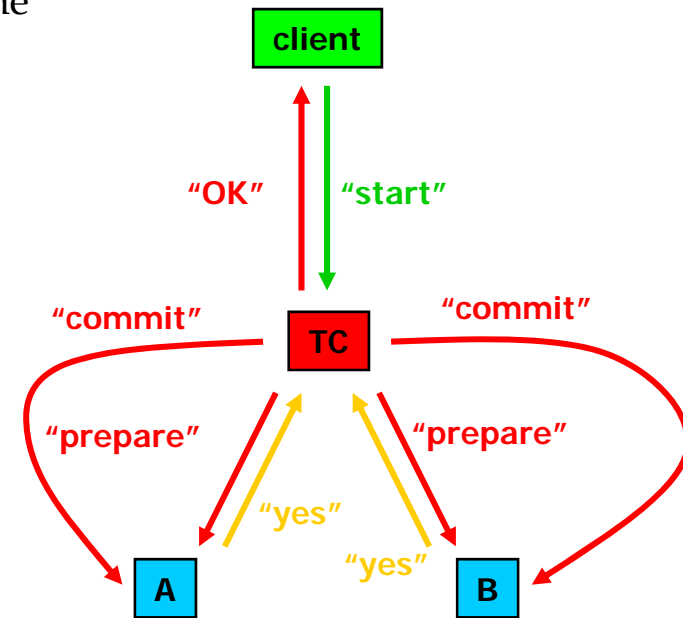 client
“OK”
“start”
“commit”
“commit”
TC
“prepare”
“prepare”
“yes”
“yes”
A
B